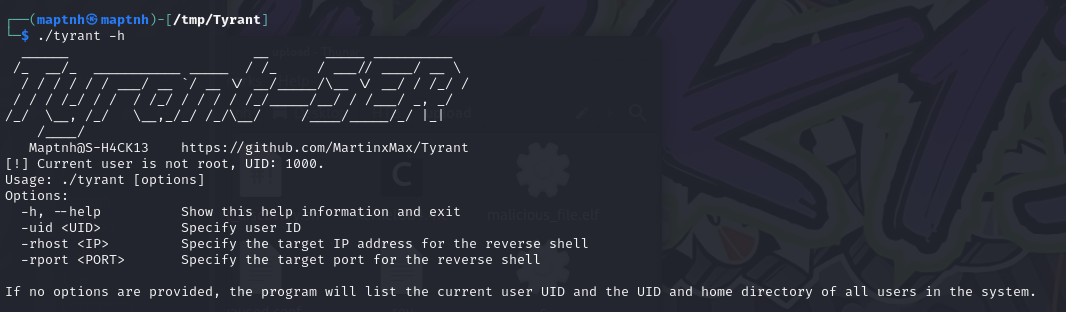 (maptnh㉿maptnh)-[/tmp/Tyrant]
$ ./tyrant -h
Tyrant-SER
Maptnh@S-H4CK13    https://github.com/MartinxMax/Tyrant
[!] Current user is not root, UID: 1000.
Usage: ./tyrant [options]
Options:
  -h, --help          Show this help information and exit
  -uid <UID>          Specify user ID
  -rhost <IP>         Specify the target IP address for the reverse shell
  -rport <PORT>       Specify the target port for the reverse shell
malicious_file.elf
If no options are provided, the program will list the current user UID and the UID and home directory of all users in the system.